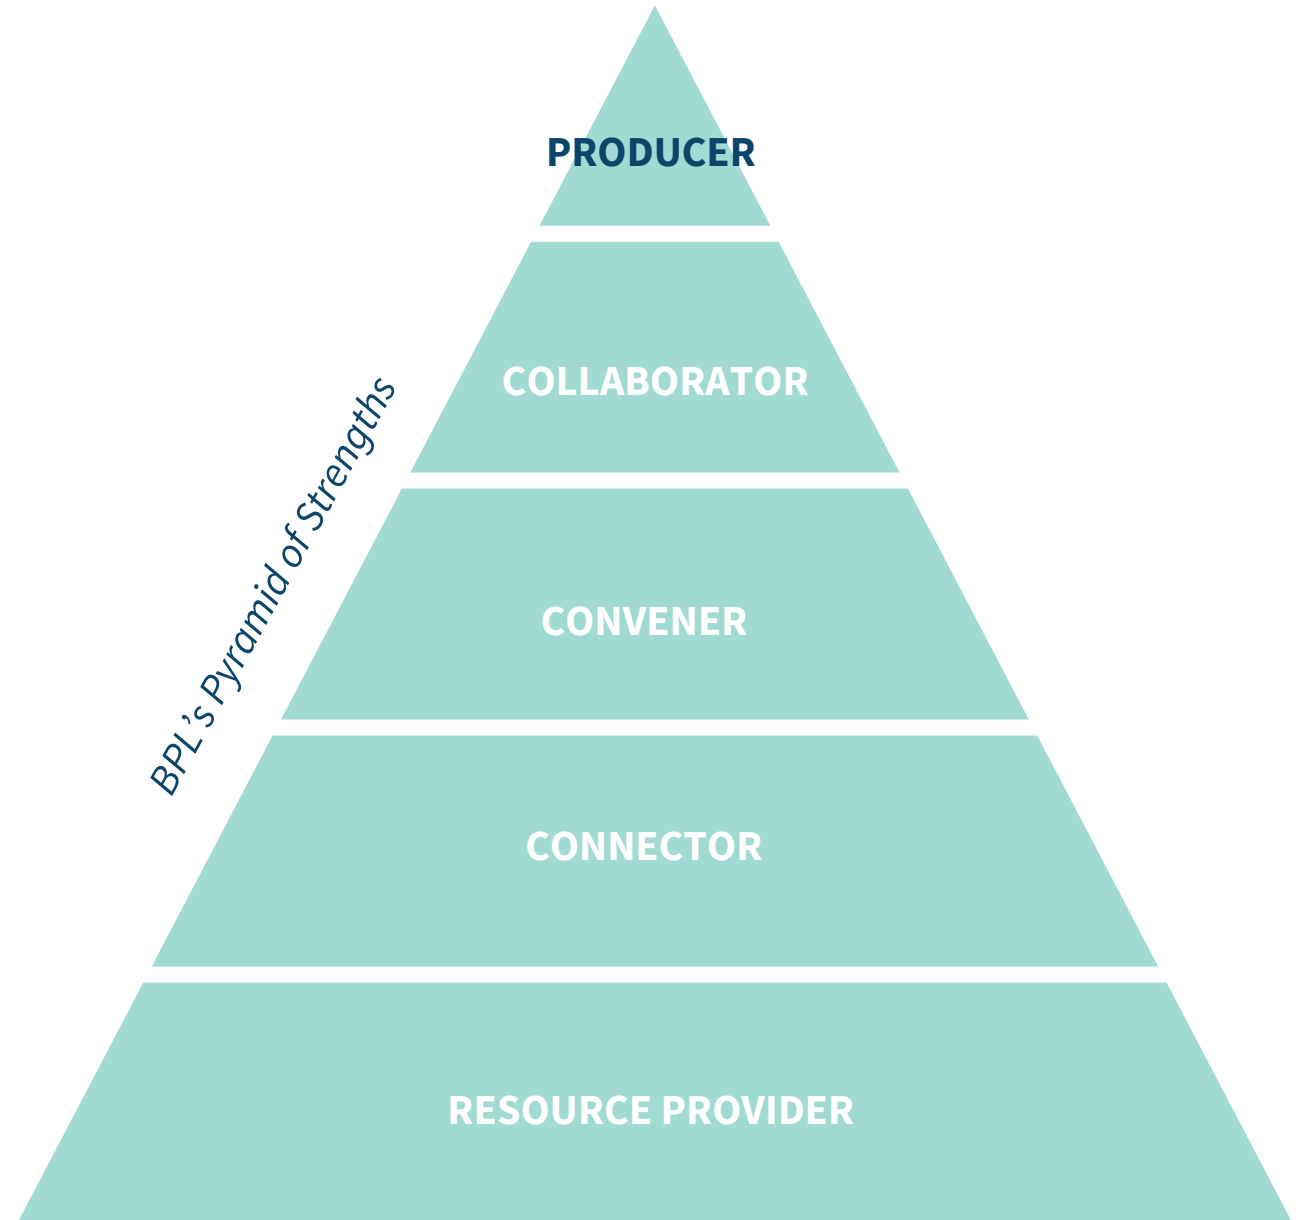 PRODUCER
COLLABORATOR
BPL's Pyramid of Strengths
CONVENER
CONNECTOR
RESOURCE PROVIDER